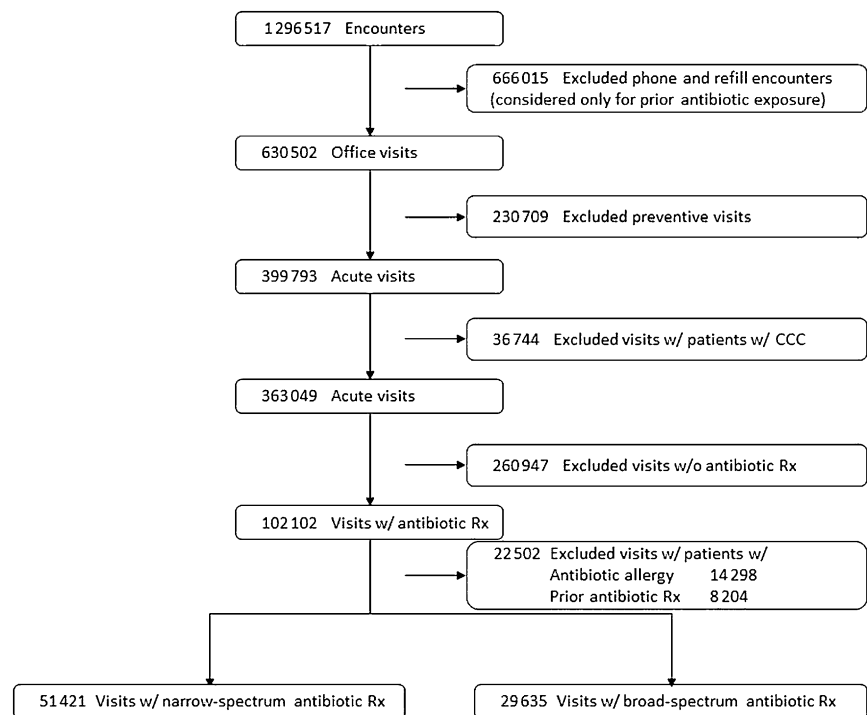 1296517 Encounters
666015 Excluded phone and refill encounters
(considered only for prior antibiotic exposure)
630502 Office visits
230709 Excluded preventive visits
399793 Acute visits
36744 Excluded visits w/ patients w/ CCC
363049 Acute visits
260947 Excluded visits w/o antibiotic Rx
102102 Visits w/ antibiotic Rx
22502 Excluded visits w/ patients w/
Antibiotic allergy 14298
Prior antibiotic Rx 8204
51421 Visits w/ narrow-spectrum antibiotic Rx
29635 Visits w/ broad-spectrum antibiotic Rx